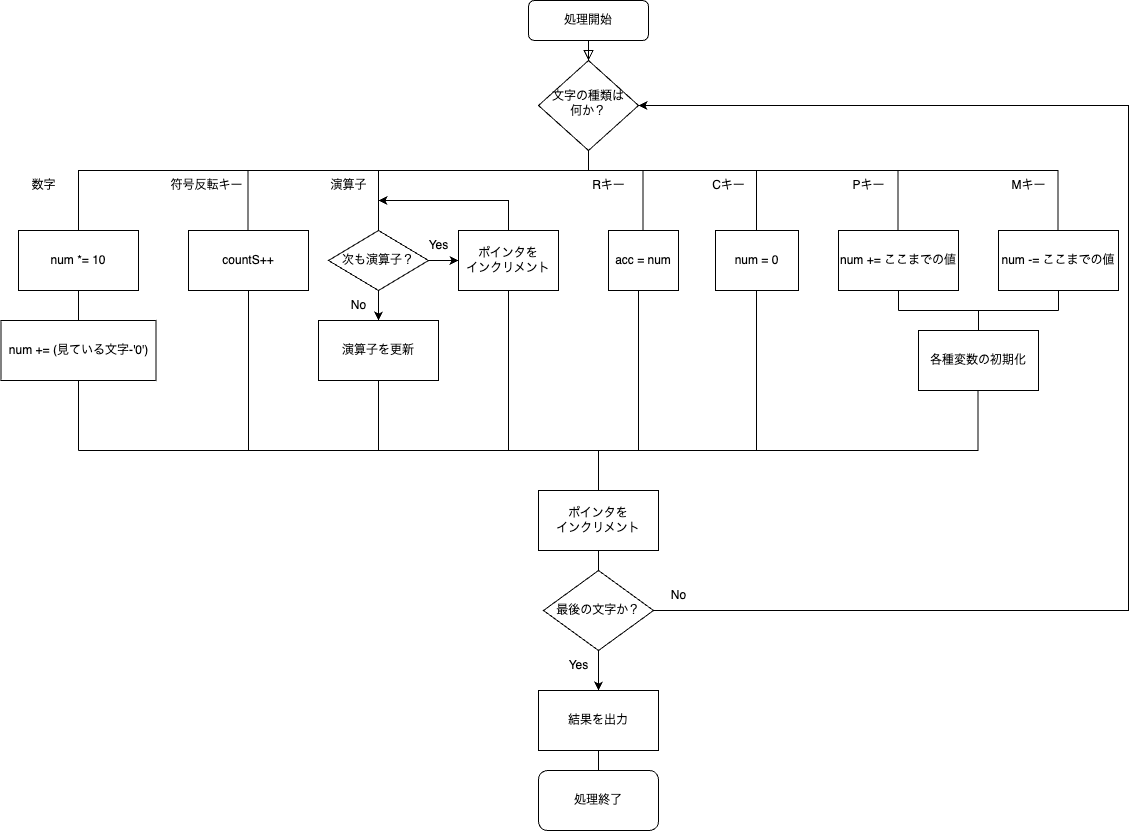 処理開始
文字の種類は
何か？
数字
符号反転キー
演算子
Rキー
Cキー
Pキー
Mキー
num *= 10
countS++
次も演算子？
Yes
ポインタを
インクリメント
acc = num
num = 0
num += ここまでの値
num -= ここまでの値
No
num += (見ている文字-'0')
演算子を更新
各種変数の初期化
ポインタを
インクリメント
最後の文字か？
No
Yes
結果を出力
処理終了